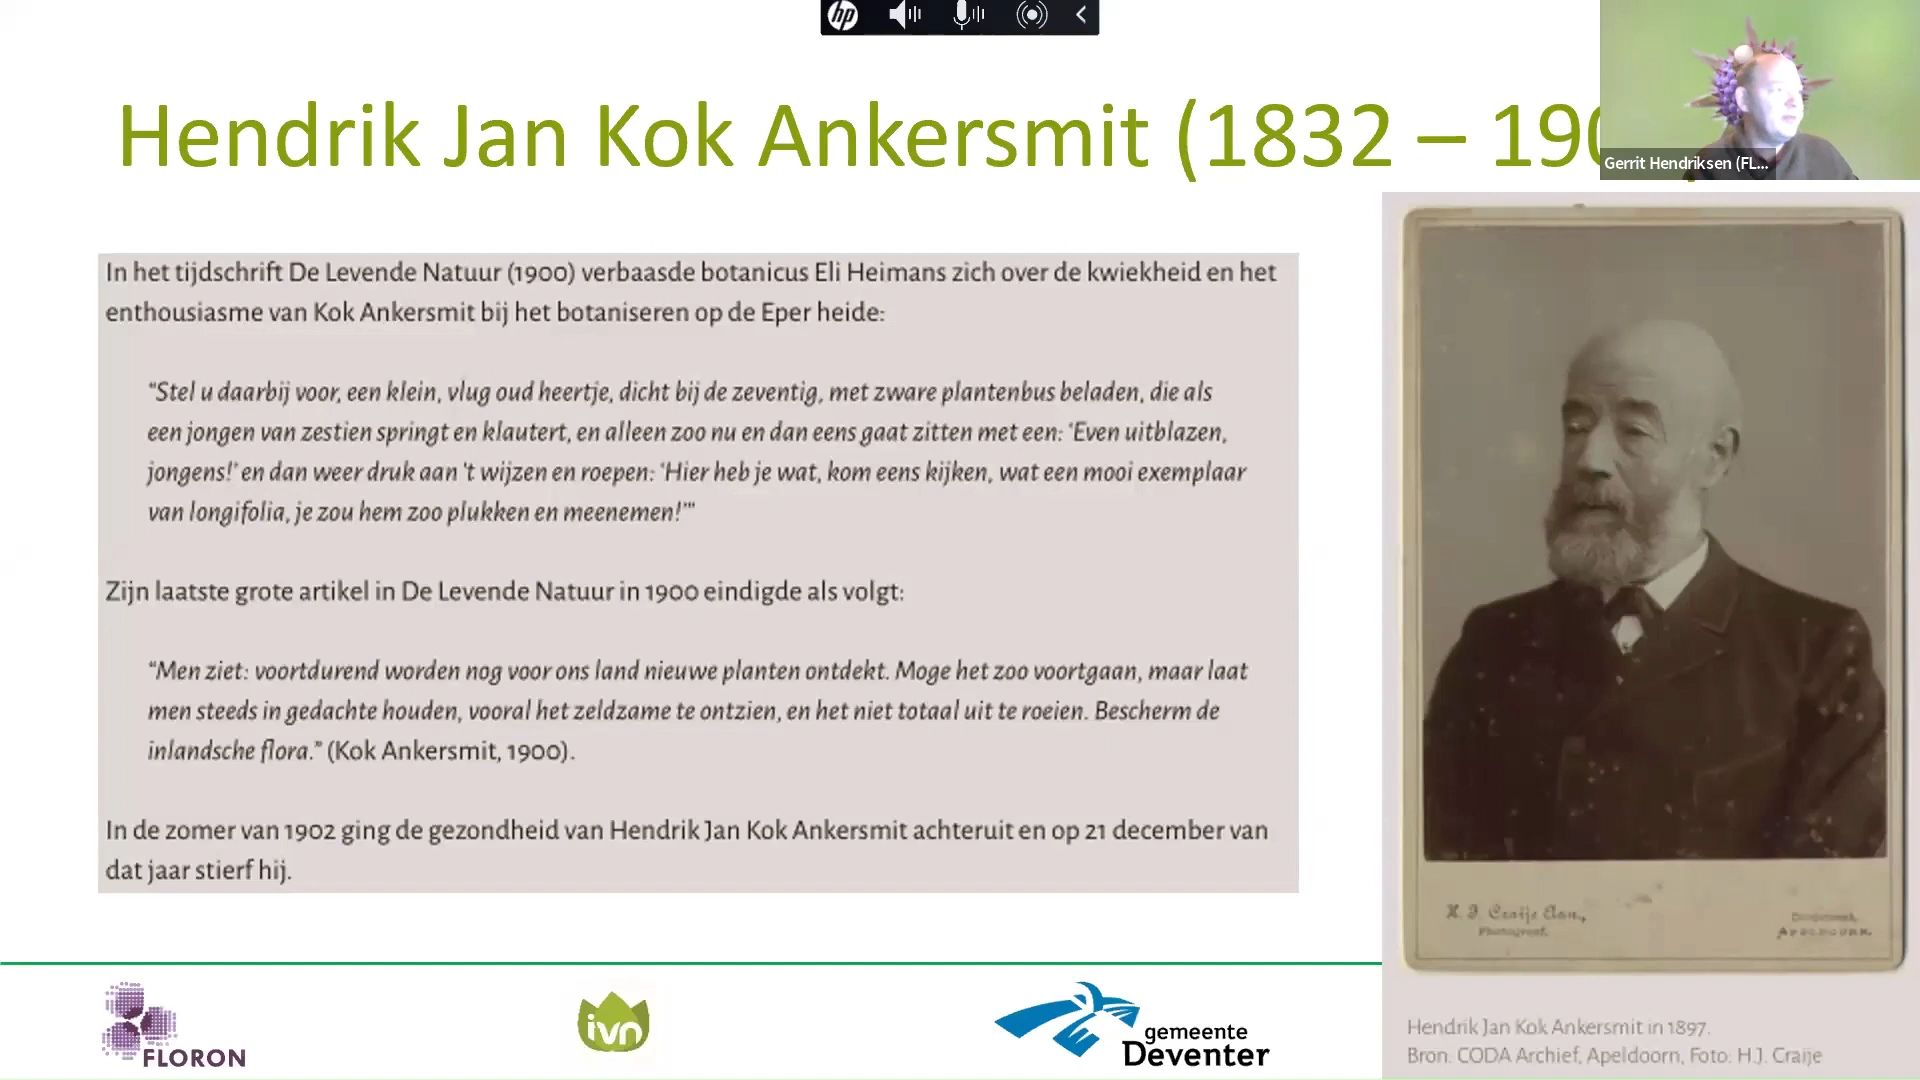 hp
Hendrik Jan Kok Ankersmit (1832 – 190
Gerrit Hendriksen (FL...
In het tijdschrift De Levende Natuur (1900) verbaasde botanicus Eli Heimans zich over de kwiekheid en het
enthousiasme van Kok Ankersmit bij het botaniseren op de Eper heide:
“Stel u daarbij voor, een klein, vlug oud heertje, dicht bij de zeventig, met zware plantenbus beladen, die als
een jongen van zestien springt en klautert, en alleen zoo nu en dan eens gaat zitten met een: ‘Even uitblazen,
jongens!’ en dan weer druk aan ’t wijzen en roepen: ‘Hier heb je wat, kom eens kijken, wat een mooi exemplaar
van longifolia, je zou hem zoo plukken en meenemen!’”
Zijn laatste grote artikel in De Levende Natuur in 1900 eindigde als volgt:
“Men ziet: voortdurend worden nog voor ons land nieuwe planten ontdekt. Moge het zoo voortgaan, maar laat
men steeds in gedachte houden, vooral het zeldzame te ontzien, en het niet totaal uit te roeien. Bescherm de
inlandsche flora.” (Kok Ankersmit, 1900).
In de zomer van 1902 ging de gezondheid van Hendrik Jan Kok Ankersmit achteruit en op 21 december van
dat jaar stierf hij.
H. J. Craije
Photograaf.
APELDOORN.
Hendrik Jan Kok Ankersmit in 1897.
Bron: CODA Archief, Apeldoorn, Foto: H.J. Craije
FLORON
ivn
gemeente
Deventer